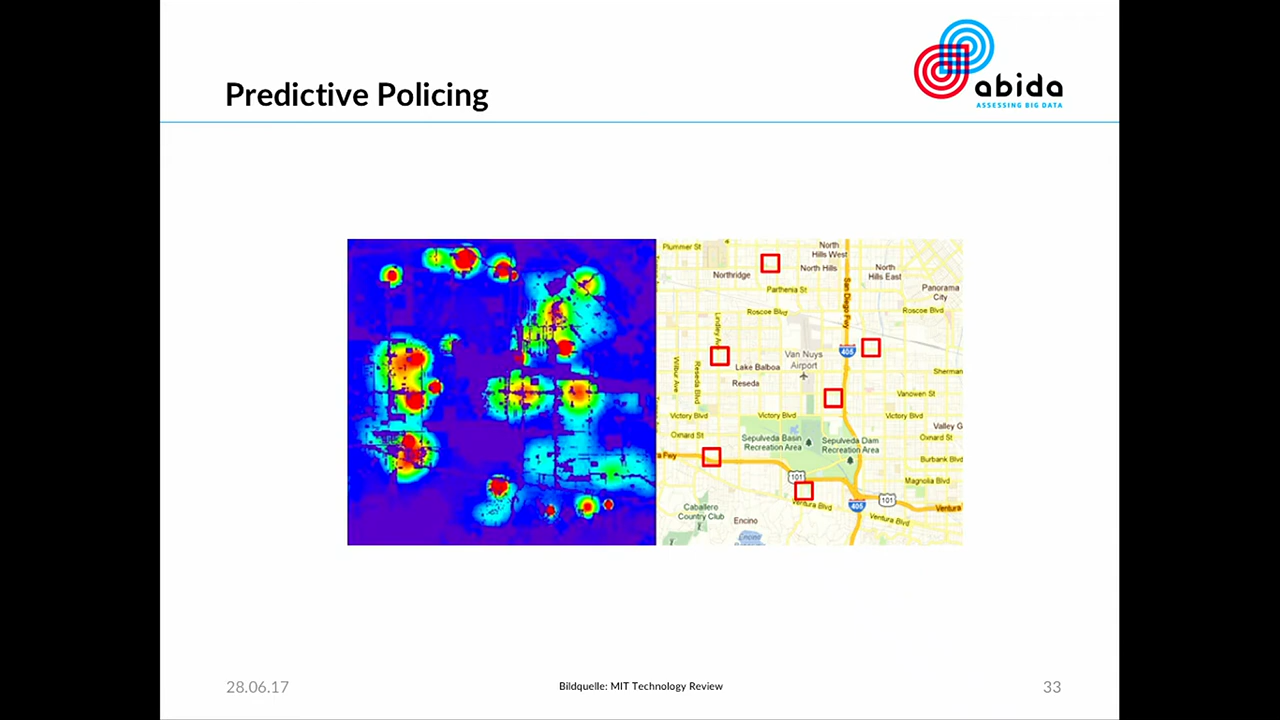 abida
ASSESSING BIG DATA
Predictive Policing
Plummer St
North
Hills West
Northridge
North Hills
North
Hills East
Parthenia St
Panorama
City
San Diego Fwy
Roscoe Blvd
Roscoe Blvd
Lindley Av
Van Nuys
Airport
405
Lake Balboa
Reseda
Sherman
Wilbur Ave
Reseda Blvd
Vanowen St
Victory Blvd
Victory Blvd
Victory Blvd
Valley G
Oxnard St
Oxnard St
Sepulveda Basin
Recreation Area
Sepulveda Dam
Recreation Area
a Fwy
Burbank Blvd
101
Magnolia Blvd
Ventura Blvd
405
101
Ventura
Ventura Blvd
Caballero
Country Club
Encino
28.06.17
Bildquelle: MIT Technology Review
33